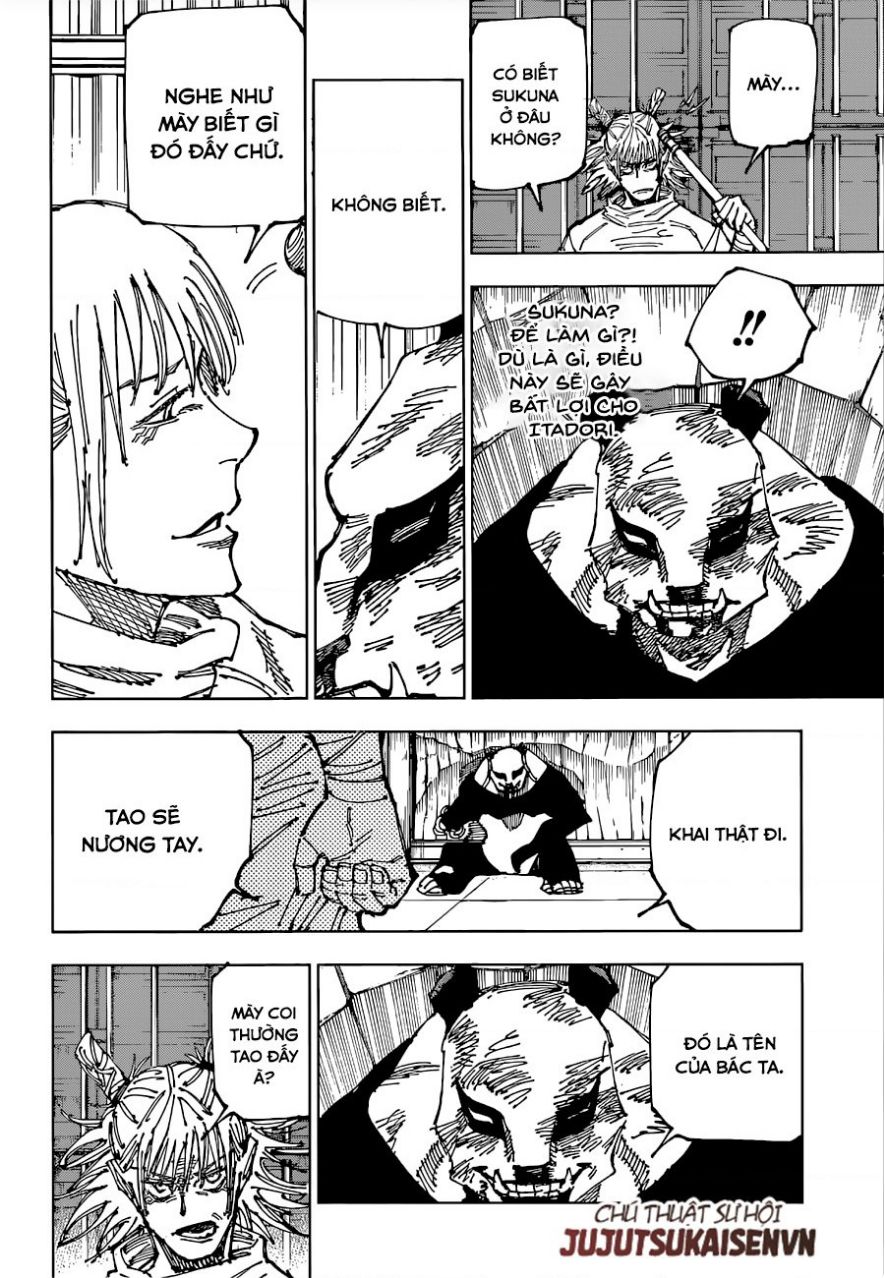 MÀY...
CÓ BIẾT
SUKUNA
Ở ĐÂU
KHÔNG?
!!
SUKUNA?
ĐỂ LÀM GÌ?!
DÙ LÀ GÌ, ĐIỀU
NÀY SẼ GÂY
BẤT LỢI CHO
ITADORI.
KHÔNG BIẾT.
NGHE NHƯ
MÀY BIẾT GÌ
ĐÓ ĐẤY CHỨ.
KHAI THẬT ĐI.
TAO SẼ
NƯƠNG TAY.
ĐÓ LÀ TÊN
CỦA BÁC TA.
MÀY COI
THƯỜNG
TAO ĐẤY
À?
CHÚ THUẬT SƯ HỘI
JUJUTSUKAISENVN